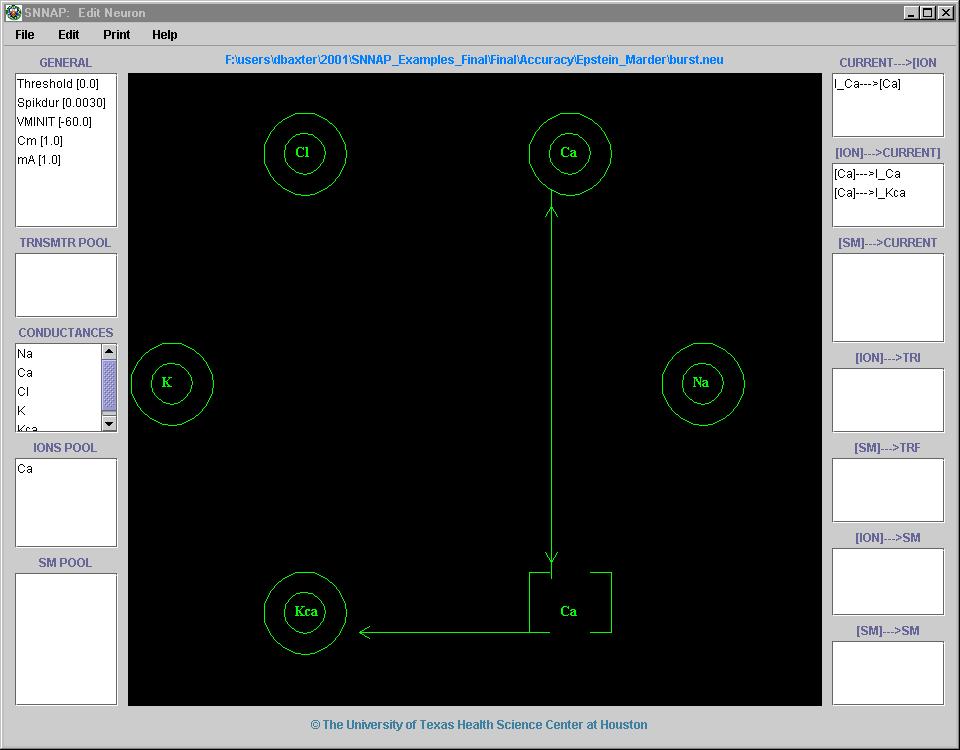 SNNAP: Edit Neuron
File Edit Print Help
F:\users\dbaxter\2001\SNNAP_Examples_Final\Final\Accuracy\Epstein_Marder\burst.neu
GENERAL
Threshold [0.0]
Spikdur [0.0030]
VMINIT [-60.0]
Cm [1.0]
mA [1.0]
TRNSMTR POOL
CONDUCTANCES
Na
Ca
Cl
K
Kca
IONS POOL
Ca
SM POOL
Cl
Ca
K
Na
Kca
Ca
CURRENT--->[ION
I_Ca--->[Ca]
[ION]--->CURRENT]
[Ca]--->I_Ca
[Ca]--->I_Kca
[SM]--->CURRENT
[ION]--->TRI
[SM]--->TRF
[ION]--->SM
[SM]--->SM
© The University of Texas Health Science Center at Houston